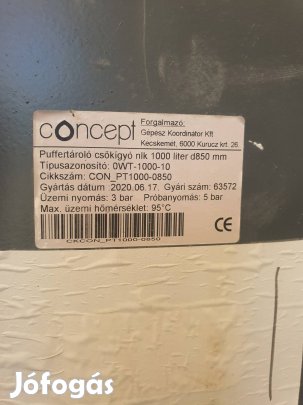 concept
Forgalmazó:
Gépész Koordinátor Kft
Kecskemét, 6000 Kurucz krt. 26.
Puffertároló csőkígyó nlk 1000 liter d850 mm
Típusazonosító: 0WT-1000-10
Cikkszám: CON_PT1000-0850
Gyártás dátum :2020.06.17. Gyári szám: 63572
Üzemi nyomás: 3 bar Próbanyomás: 5 bar
Max. üzemi hőmérséklet: 95°C
CE
CKCON_PT1000-0850
Jófogás